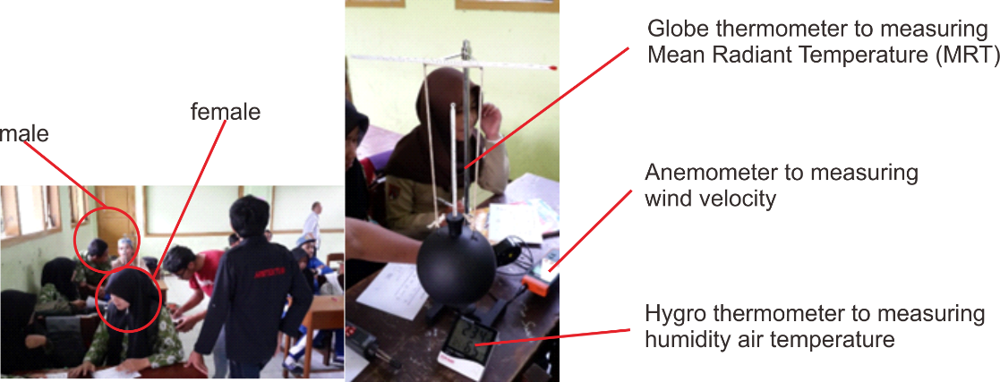 male
female
ARSITEKTUR
Globe thermometer to measuring
Mean Radiant Temperature (MRT)
Anemometer to measuring
wind velocity
Hygro thermometer to measuring
humidity air temperature